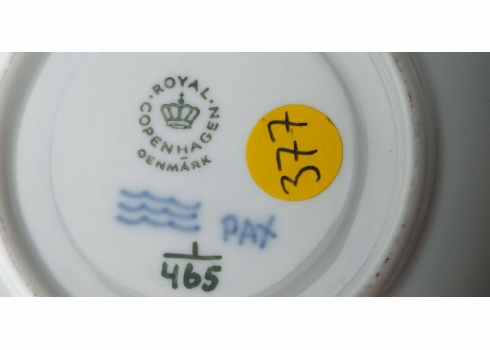 ROYAL
COPENHAGEN
DENMARK
377
PAX
1
465